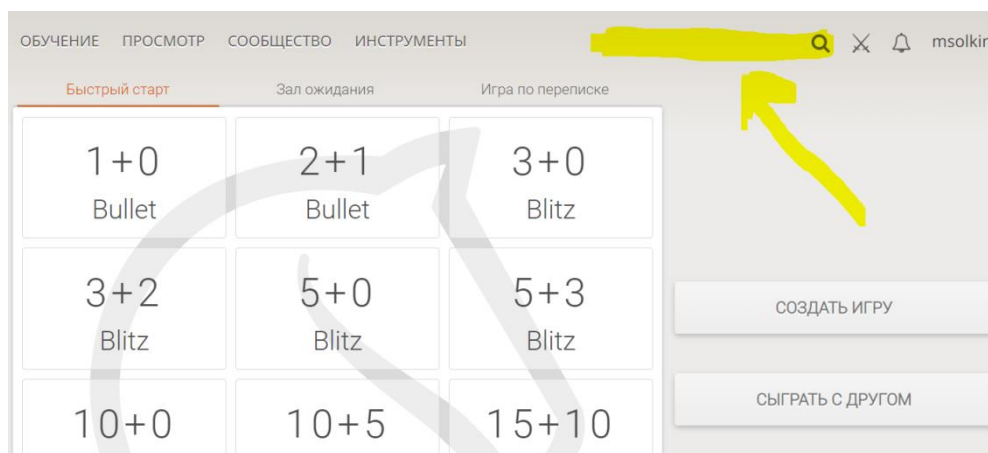 ОБУЧЕНИЕ ПРОСМОТР СООБЩЕСТВО ИНСТРУМЕНТЫ msolkin
Быстрый старт Зал ожидания Игра по переписке
1+0 2+1 3+0
Bullet Bullet Blitz
3+2 5+0 5+3
Blitz Blitz Blitz
СОЗДАТЬ ИГРУ
10+0 10+5 15+10
СЫГРАТЬ С ДРУГОМ